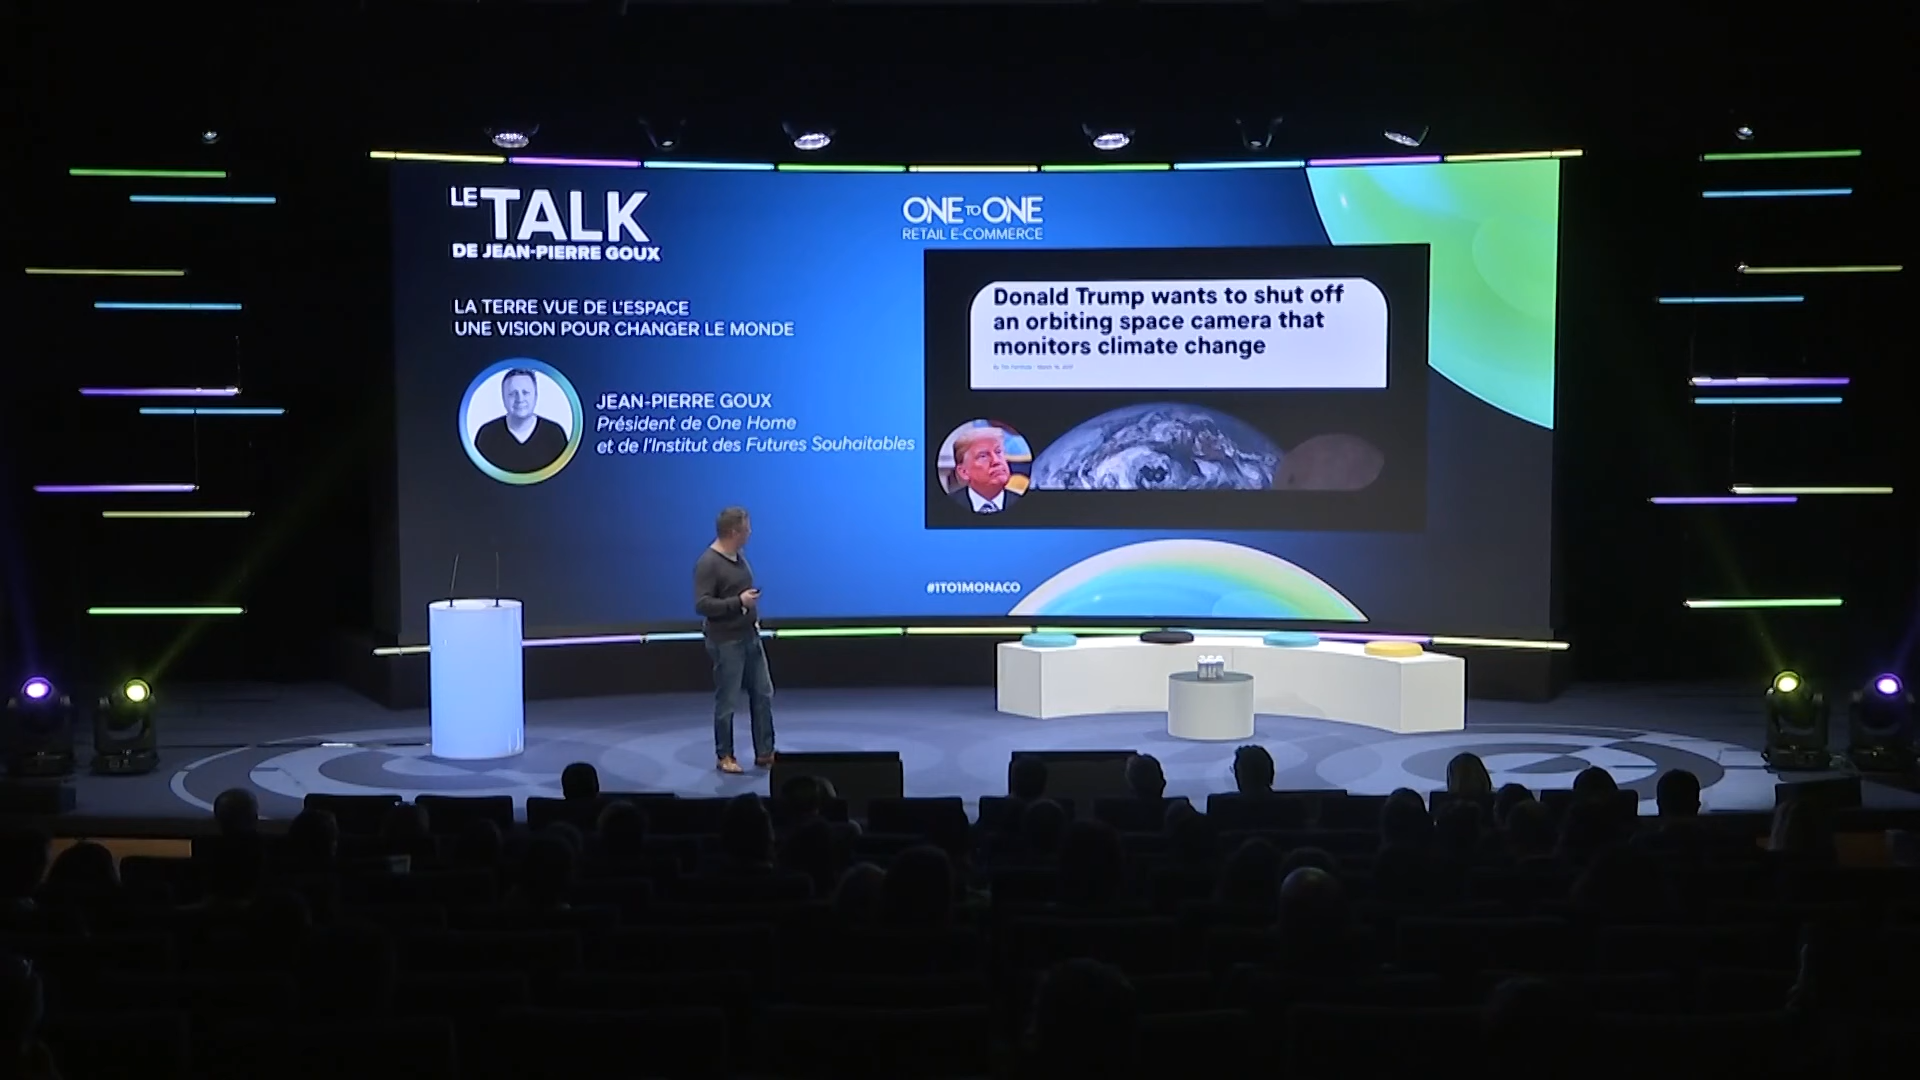 LE TALK
DE JEAN-PIERRE GOUX
LA TERRE VUE DE L'ESPACE
UNE VISION POUR CHANGER LE MONDE
JEAN-PIERRE GOUX
Président de One Home
et de l'Institut des Futures Souhaitables
ONE TO ONE
RETAIL E-COMMERCE
Donald Trump wants to shut off
an orbiting space camera that
monitors climate change
#1TO1MONACO